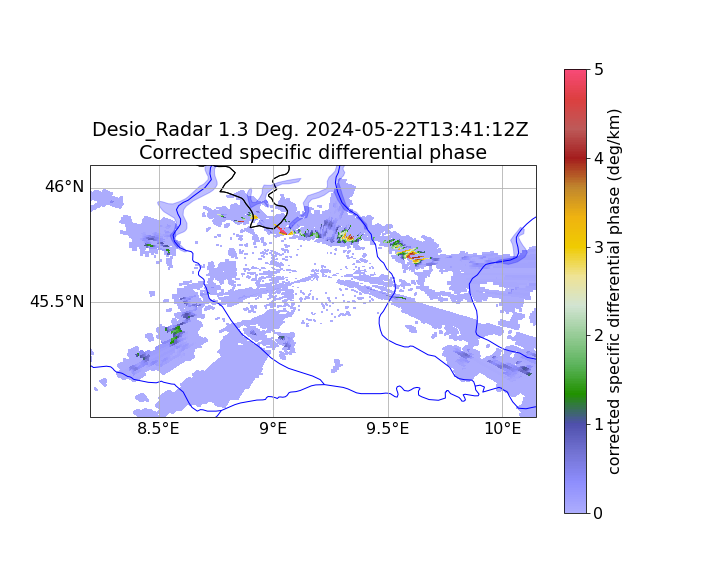 Desio_Radar 1.3 Deg. 2024-05-22T13:41:12Z
Corrected specific differential phase
46°N
45.5°N
8.5°E
9°E
9.5°E
10°E
5
4
3
2
1
0
corrected specific differential phase (deg/km)